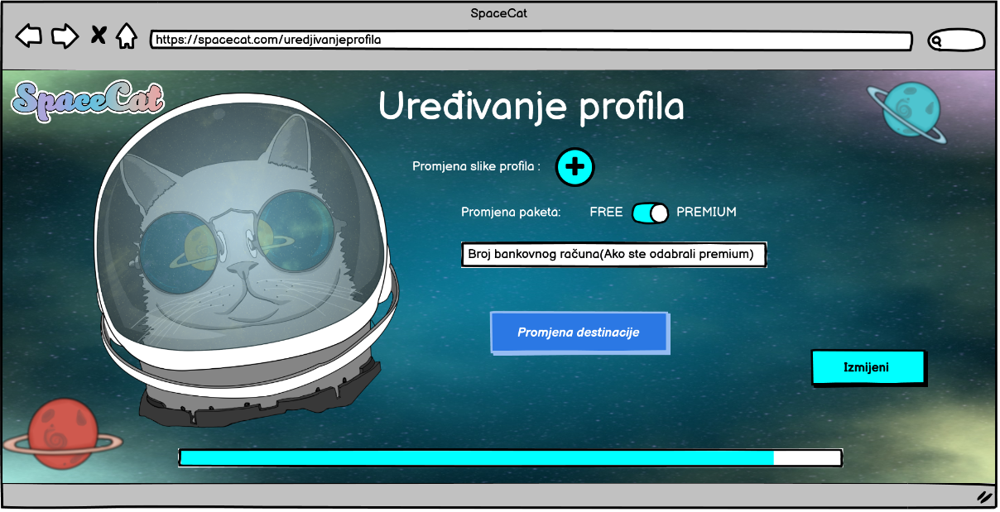 SpaceCat
https://spacecat.com/uredjivanjeprofila
SpaceCat
Uređivanje profila
Promjena slike profila :
Promjena paketa: FREE PREMIUM
Broj bankovnog računa(Ako ste odabrali premium)
Promjena destinacije
Izmijeni